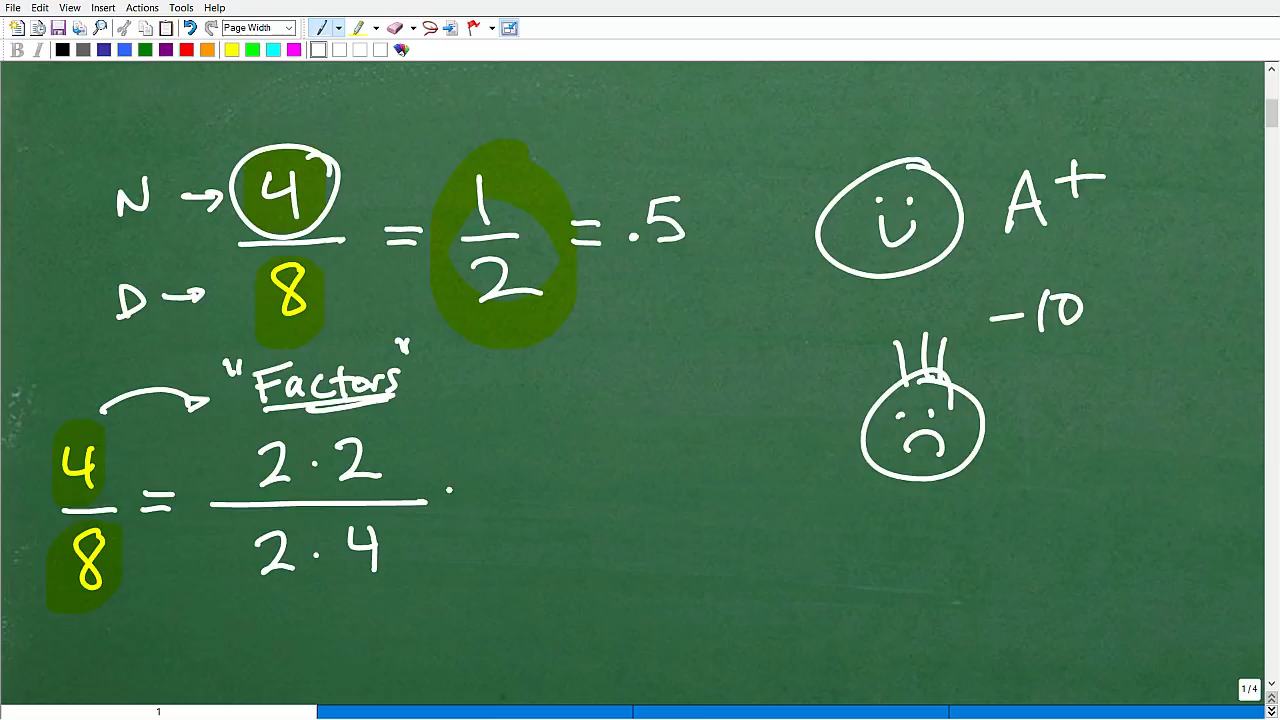 File Edit View Insert Actions Tools Help
Page Width
B I
N → 4/8 = 1/2 = .5
D →
A+
-10
"Factors"
4/8 = 2·2/2·4
1/4
1